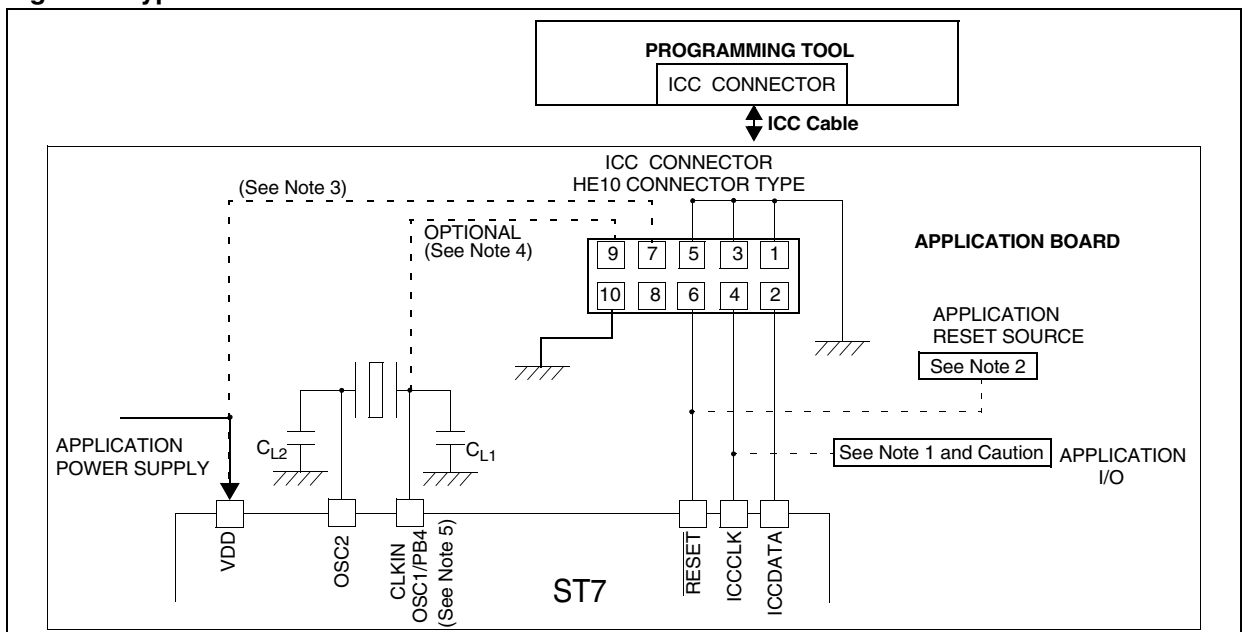 PROGRAMMING TOOL
ICC CONNECTOR
ICC Cable
ICC CONNECTOR
HE10 CONNECTOR TYPE
(See Note 3)
OPTIONAL
(See Note 4)
APPLICATION BOARD
9 7 5 3 1
10 8 6 4 2
APPLICATION
RESET SOURCE
See Note 2
APPLICATION
POWER SUPPLY
CL2
CL1
See Note 1 and Caution
APPLICATION
I/O
VDD
OSC2
CLKIN
OSC1/PB4
(See Note 5)
RESET
ICCCLK
ICCDATA
ST7